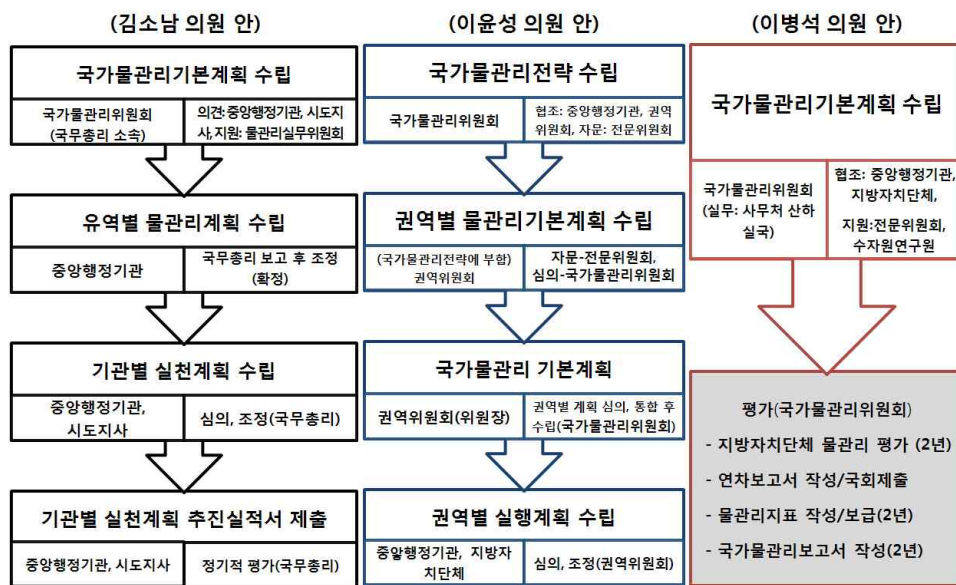 (김소남 의원 안)
국가물관리기본계획 수립
국가물관리위원회
(국무총리 소속)
의견:중앙행정기관, 시도지
사,지원: 물관리실무위원회
유역별 물관리계획 수립
중앙행정기관
국무총리 보고 후 조정
(확정)
기관별 실천계획 수립
중앙행정기관,
시도지사
심의, 조정(국무총리)
기관별 실천계획 추진실적서 제출
중앙행정기관, 시도지사
정기적 평가(국무총리)
(이윤성 의원 안)
국가물관리전략 수립
국가물관리위원회
협조: 중앙행정기관, 권역
위원회, 자문: 전문위원회
권역별 물관리기본계획 수립
(국가물관리전략에 부합)
권역위원회
자문-전문위원회,
심의-국가물관리위원회
국가물관리 기본계획
권역위원회(위원장)
권역별 계획 심의, 통합 후
수립(국가물관리위원회)
권역별 실행계획 수립
중앙행정기관, 지방자
치단체
심의, 조정(권역위원회)
(이병석 의원 안)
국가물관리기본계획 수립
국가물관리위원회
(실무: 사무처 산하
실국)
협조: 중앙행정기관,
지방자치단체,
지원:전문위원회,
수자원연구원
평가(국가물관리위원회)
- 지방자치단체 물관리 평가 (2년)
- 연차보고서 작성/국회제출
- 물관리지표 작성/보급(2년)
- 국가물관리보고서 작성(2년)